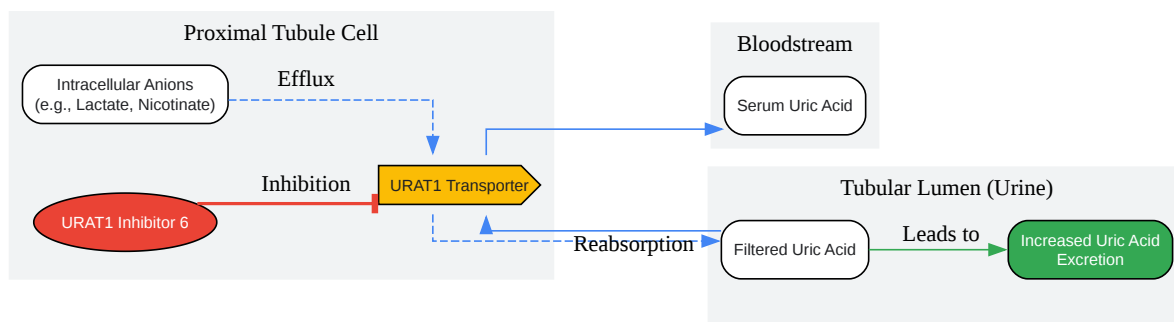 Proximal Tubule Cell
Intracellular Anions
(e.g., Lactate, Nicotinate)
Efflux
Inhibition
URAT1 Transporter
URAT1 Inhibitor 6
Bloodstream
Serum Uric Acid
Tubular Lumen (Urine)
Reabsorption
Filtered Uric Acid
Leads to
Increased Uric Acid
Excretion